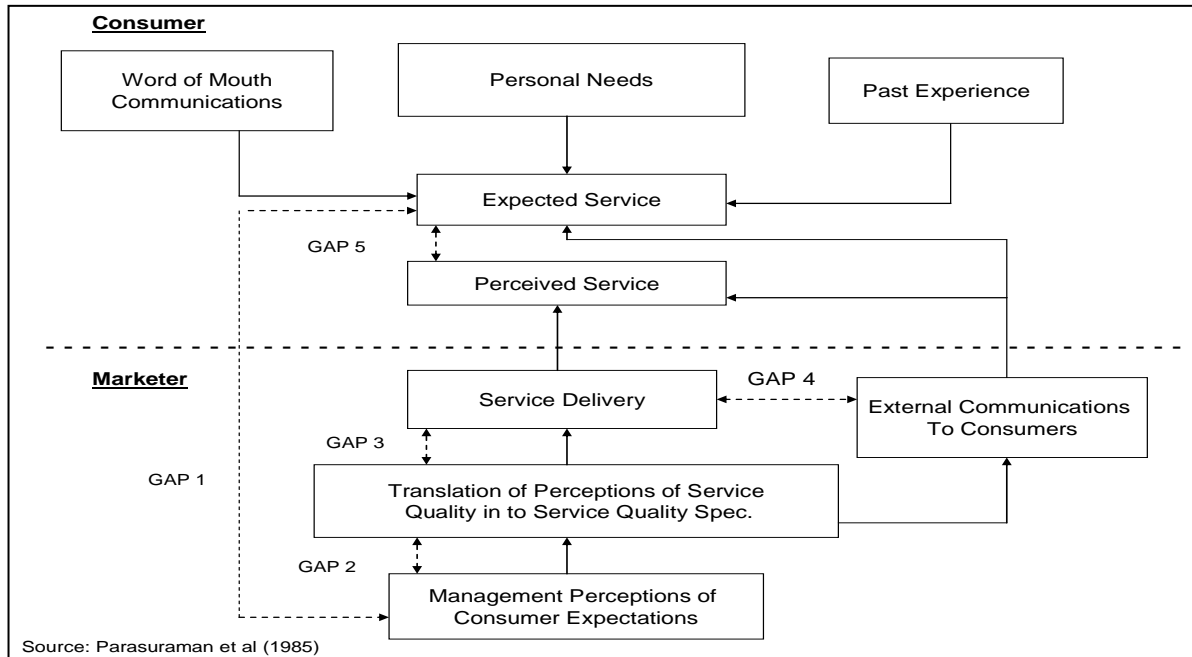 Consumer
Word of Mouth
Communications
Personal Needs
Past Experience
Expected Service
GAP 5
Perceived Service
Marketer
Service Delivery
GAP 4
External Communications
To Consumers
GAP 3
GAP 1
Translation of Perceptions of Service
Quality in to Service Quality Spec.
GAP 2
Management Perceptions of
Consumer Expectations
Source: Parasuraman et al (1985)